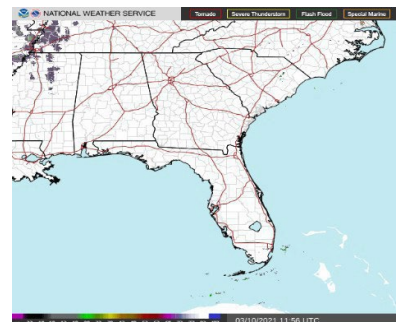 NATIONAL WEATHER SERVICE Tornado Severe Thunderstorm Flash Flood Special Marine
03/10/2021 11:56 UTC